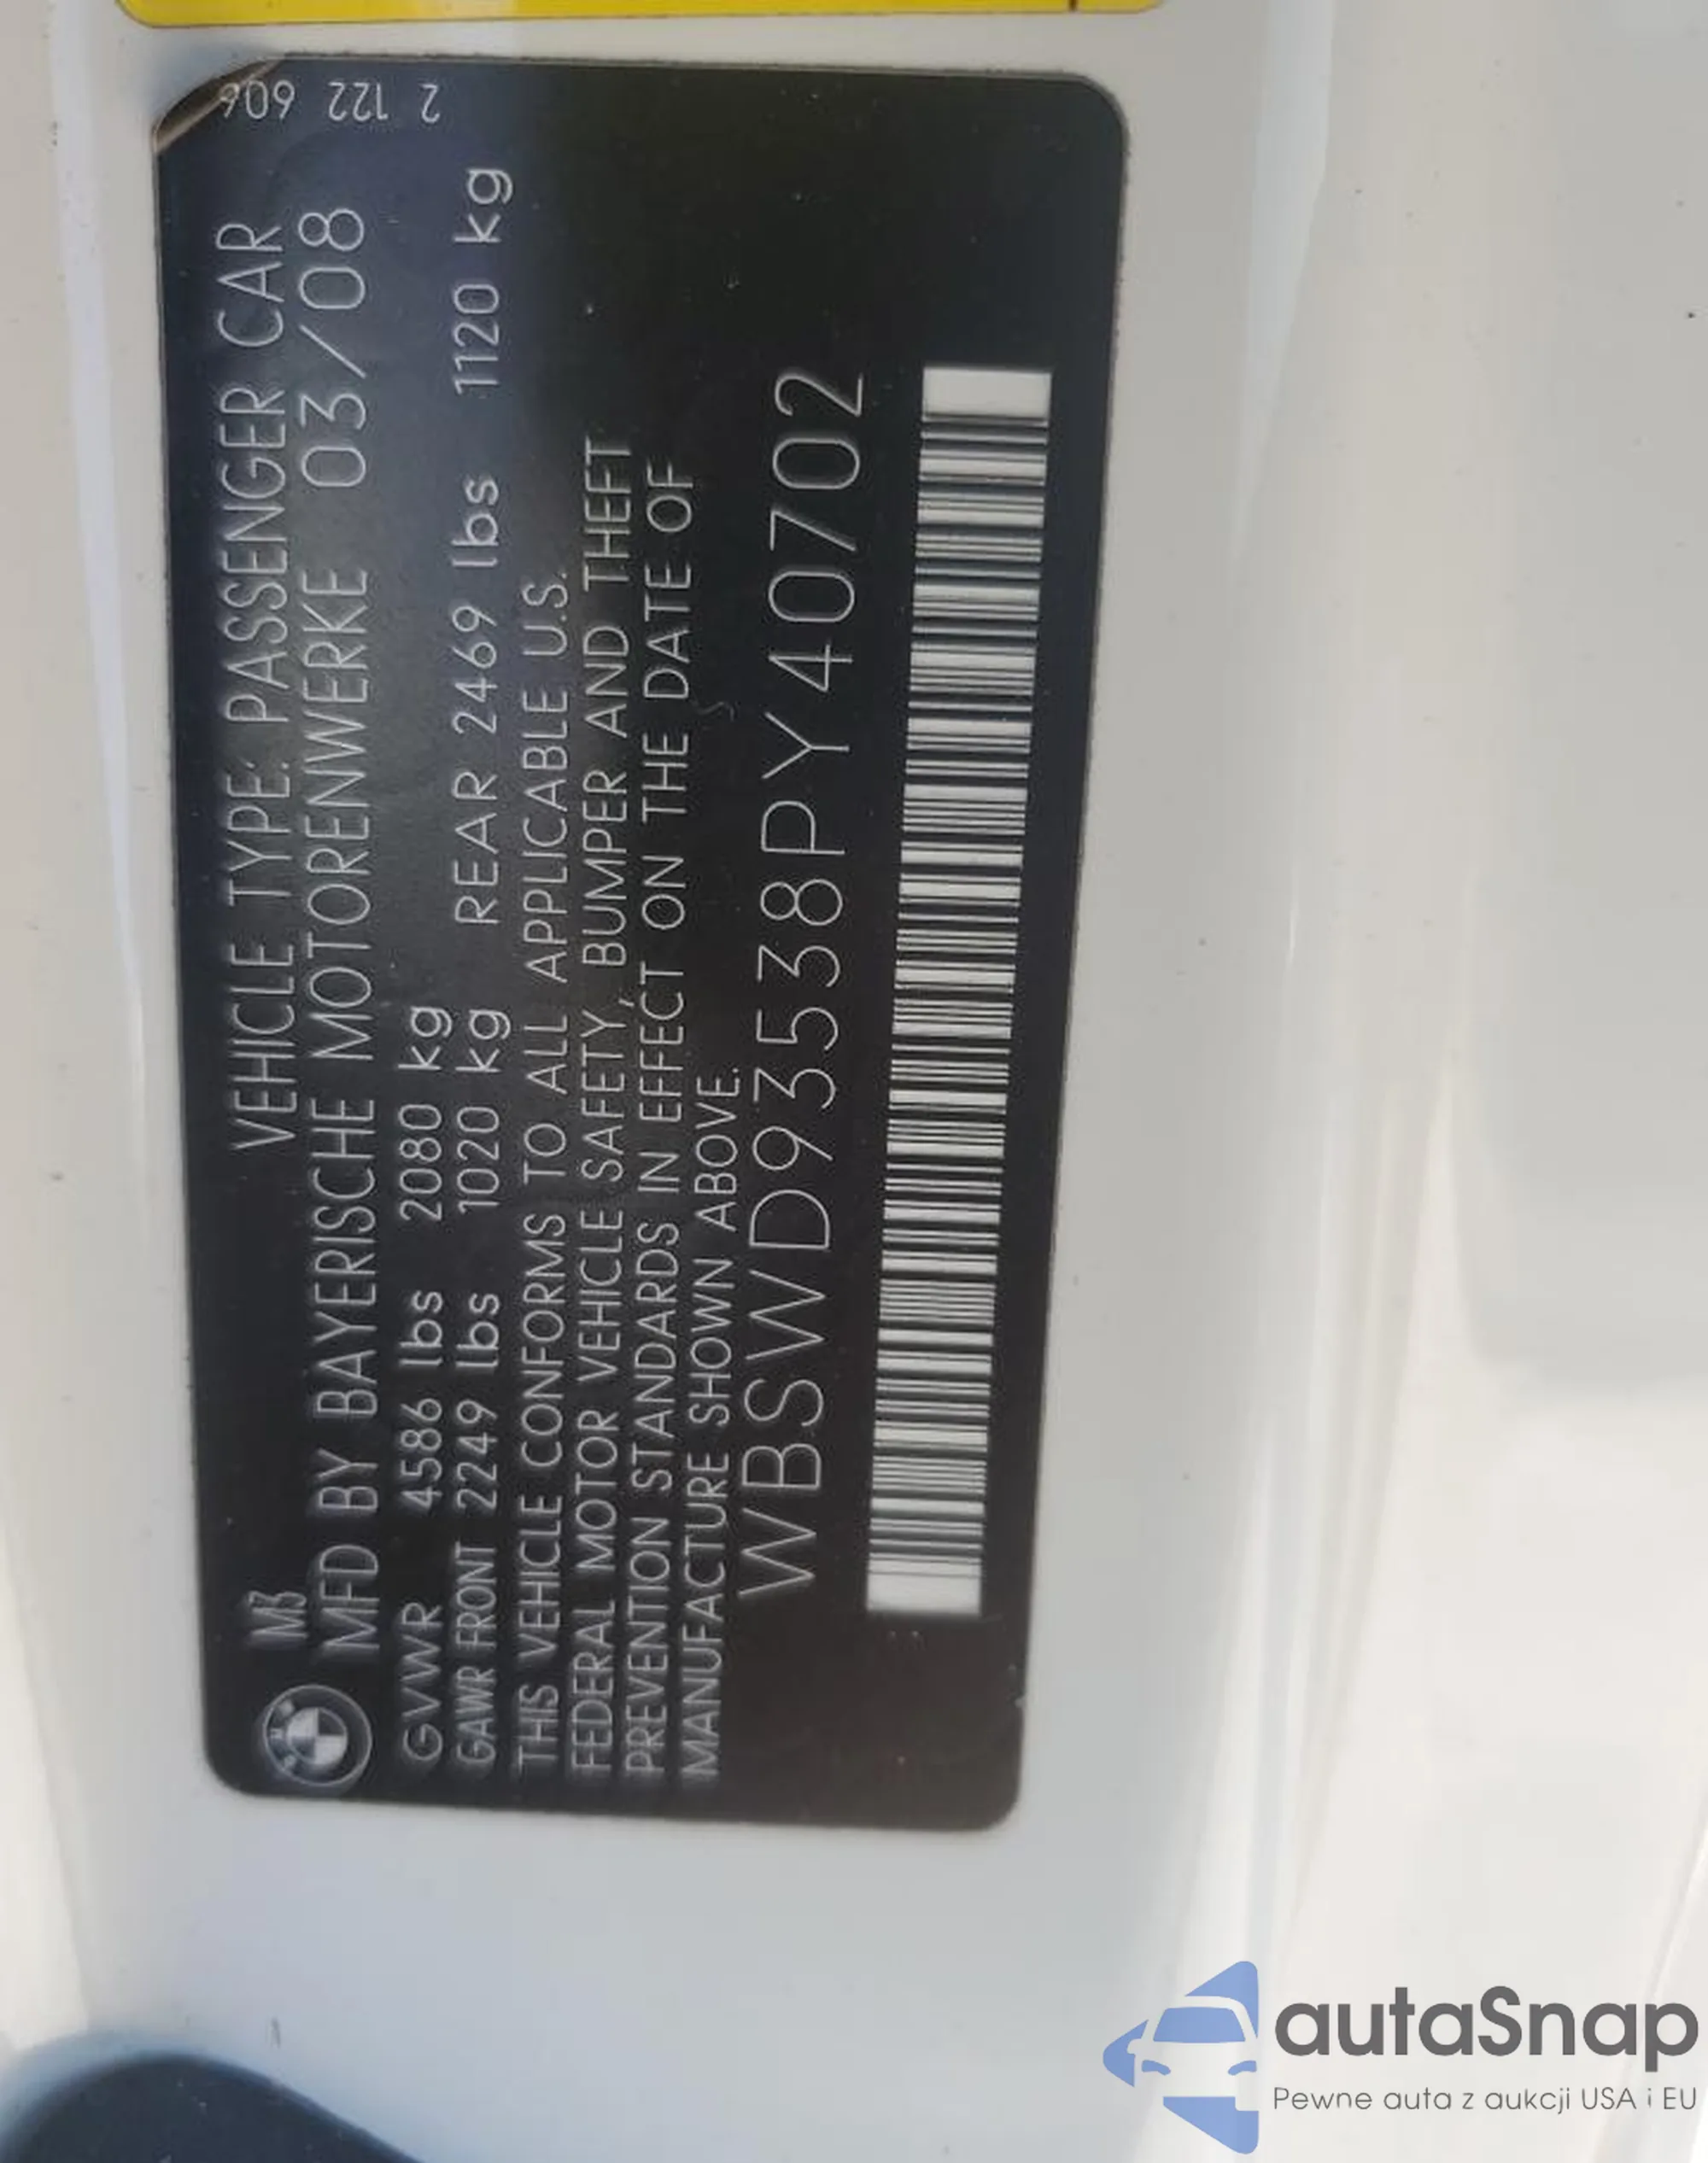 2 122 606
M3 VEHICLE TYPE: PASSENGER CAR
MFD BY BAYERISCHE MOTORENWERKE 03/08
GVWR 4586 lbs 2080 kg
GAWR FRONT 2249 lbs 1020 kg REAR 2469 lbs 1120 kg
THIS VEHICLE CONFORMS TO ALL APPLICABLE U.S.
FEDERAL MOTOR VEHICLE SAFETY, BUMPER AND THEFT
PREVENTION STANDARDS IN EFFECT ON THE DATE OF
MANUFACTURE SHOWN ABOVE.
WBSWD93538PY40702
autaSnap
Pewne auta z aukcji USA i EU